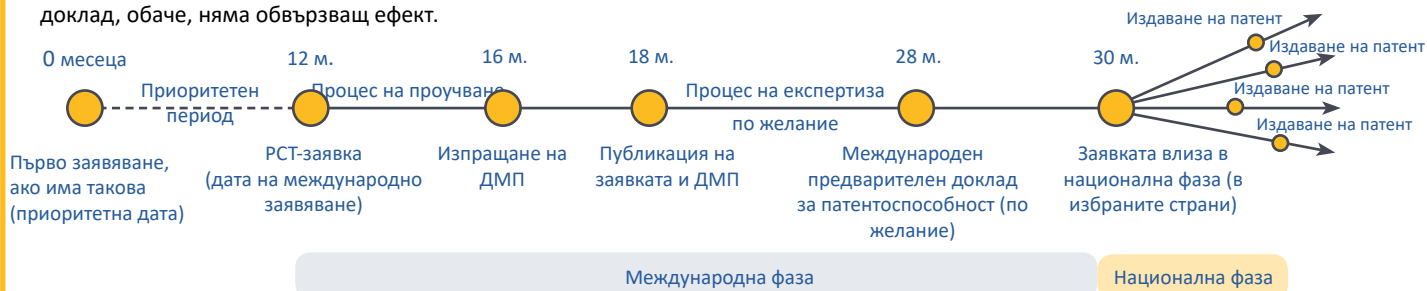 доклад, обаче, няма обвързващ ефект.
Издаване на патент
0 месеца
12 м.
16 м.
18 м.
28 м.
30 м.
Издаване на патент
Приоритетен
период
Процес на проучване
Процес на експертиза
по желание
Издаване на патент
Издаване на патент
Първо заявяване,
ако има такова
(приоритетна дата)
PCT-заявка
(дата на международно
заявяване)
Изпращане на
ДМП
Публикация на
заявката и ДМП
Международен
предварителен доклад
за патентоспособност (по
желание)
Заявката влиза в
национална фаза (в
избраните страни)
Международна фаза
Национална фаза